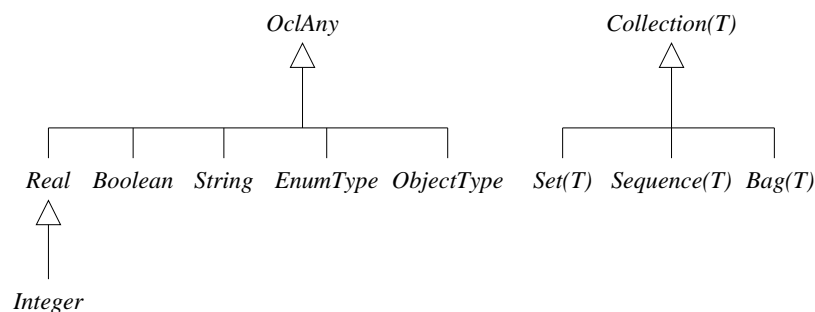 OclAny Collection(T)
Real Boolean String EnumType ObjectType Set(T) Sequence(T) Bag(T)
Integer